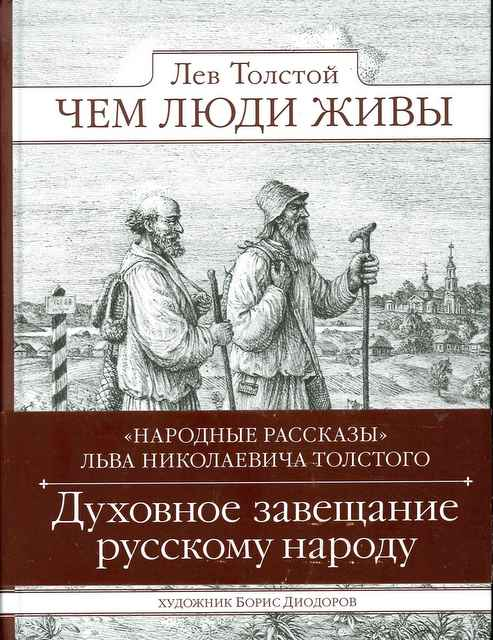 Лев Толстой
ЧЕМ ЛЮДИ ЖИВЫ
«НАРОДНЫЕ РАССКАЗЫ»
ЛЬВА НИКОЛАЕВИЧА ТОЛСТОГО
Духовное завещание
русскому народу
ХУДОЖНИК БОРИС ДИОДОРОВ